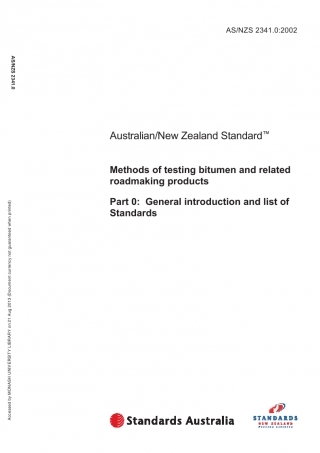 AS/NZS 2341.0:2002
AS/NZS 2341.0
Australian/New Zealand Standard™
Methods of testing bitumen and related
roadmaking products
Part 0: General introduction and list of
Standards
Accessed by MONASH UNIVERSITY LIBRARY on 21 Aug 2013 (Document currency not guaranteed when printed)
Standards Australia
STANDARDS
NEW ZEALAND